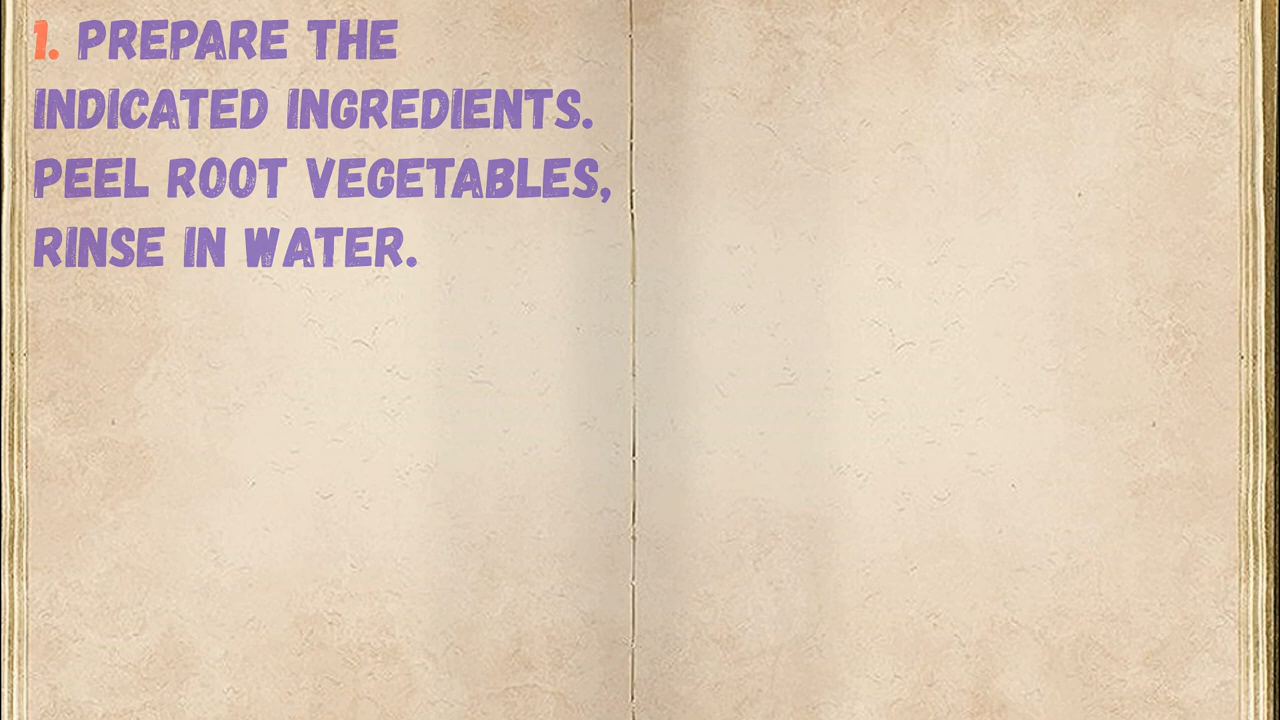 1. PREPARE THE
INDICATED INGREDIENTS.
PEEL ROOT VEGETABLES,
RINSE IN WATER.